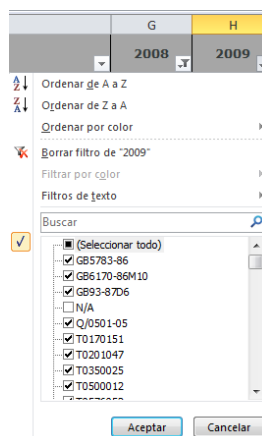 G H
2008 2009
Ordenar de A a Z
Ordenar de Z a A
Ordenar por color
Borrar filtro de "2009"
Filtrar por color
Filtros de texto
Buscar
(Seleccionar todo)
GB5783-86
GB6170-86M10
GB93-87D6
N/A
Q/0501-05
T0170151
T0201047
T0350025
T0500012
Aceptar Cancelar